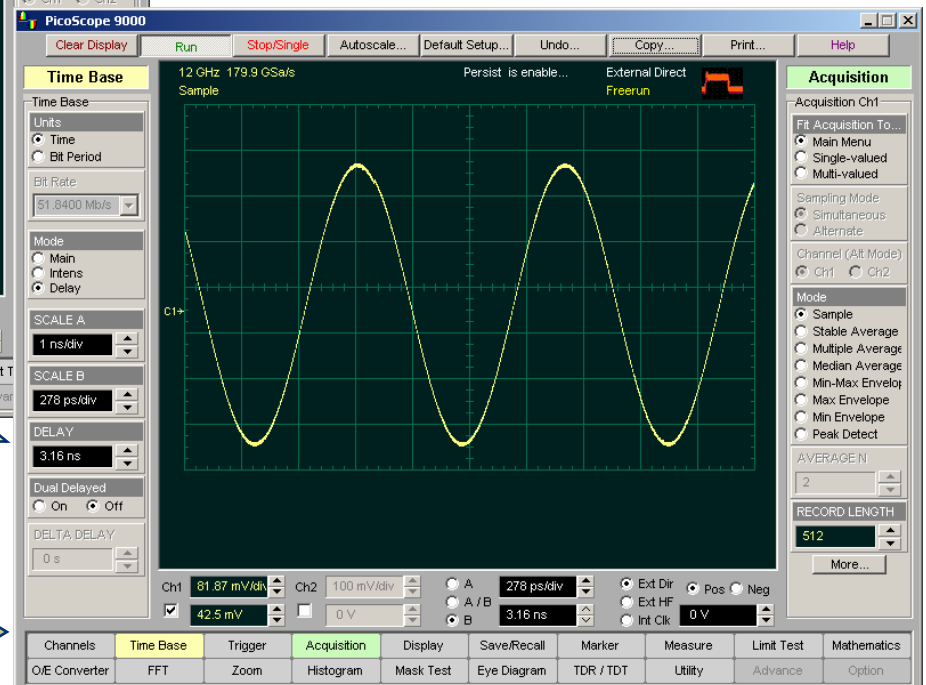 PicoScope 9000
Clear Display Run Stop/Single Autoscale... Default Setup... Undo... Copy... Print... Help
Time Base
Time Base
Units
Time
Bit Period
Bit Rate
51.8400 Mb/s
Mode
Main
Intens
Delay
SCALE A
1 ns/div
SCALE B
278 ps/div
DELAY
3.16 ns
Dual Delayed
On Off
DELTA DELAY
0 s
12 GHz 179.9 GSa/s Persist is enable... External Direct
Sample Freerun
C1
Acquisition
Acquisition Ch1
Fit Acquisition To...
Main Menu
Single-valued
Multi-valued
Sampling Mode
Simultaneous
Alternate
Channel (Alt Mode)
Ch1 Ch2
Mode
Sample
Stable Average
Multiple Average
Median Average
Min-Max Envelop
Max Envelope
Min Envelope
Peak Detect
AVERAGE N
2
RECORD LENGTH
512
More...
Ch1 81.87 mV/div Ch2 100 mV/div A 278 ps/div Ext Dir Pos Neg
A / B Ext HF
42.5 mV 0 V B 3.16 ns Int Clk 0 V
Channels Time Base Trigger Acquisition Display Save/Recall Marker Measure Limit Test Mathematics
O/E Converter FFT Zoom Histogram Mask Test Eye Diagram TDR / TDT Utility Advance Option